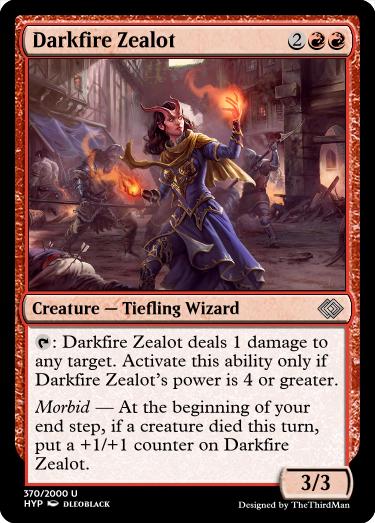 Darkfire Zealot 2
Creature — Tiefling Wizard
: Darkfire Zealot deals 1 damage to
any target. Activate this ability only if
Darkfire Zealot's power is 4 or greater.
Morbid — At the beginning of your
end step, if a creature died this turn,
put a +1/+1 counter on Darkfire
Zealot.
3/3
370/2000 U
HYP DLEOBLACK
Designed by TheThirdMan